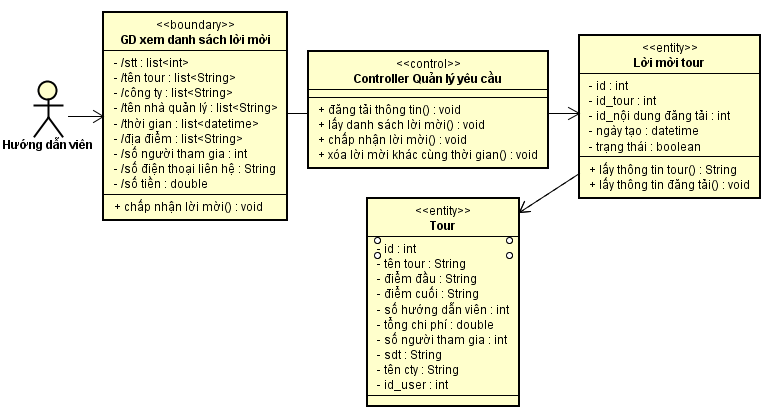 Hướng dẫn viên
<<boundary>>
GD xem danh sách lời mời
- /stt : list<int>
- /tên tour : list<String>
- /công ty : list<String>
- /tên nhà quản lý : list<String>
- /thời gian : list<datetime>
- /địa điểm : list<String>
- /số người tham gia : int
- /số điện thoại liên hệ : String
- /số tiền : double
+ chấp nhận lời mời() : void
<<control>>
Controller Quản lý yêu cầu
+ đăng tải thông tin() : void
+ lấy danh sách lời mời() : void
+ chấp nhận lời mời() : void
+ xóa lời mời khác cùng thời gian() : void
<<entity>>
Lời mời tour
- id : int
- id_tour : int
- id_nội dung đăng tải : int
- ngày tạo : datetime
- trạng thái : boolean
+ lấy thông tin tour() : String
+ lấy thông tin đăng tải() : void
<<entity>>
Tour
- id : int
- tên tour : String
- điểm đầu : String
- điểm cuối : String
- số hướng dẫn viên : int
- tổng chi phí : double
- số người tham gia : int
- sdt : String
- tên cty : String
- id_user : int